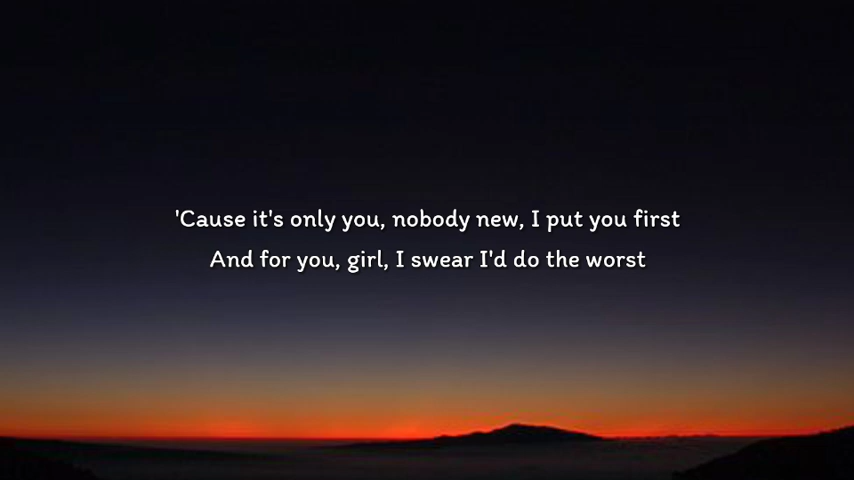 'Cause it's only you, nobody new, I put you first
And for you, girl, I swear I'd do the worst